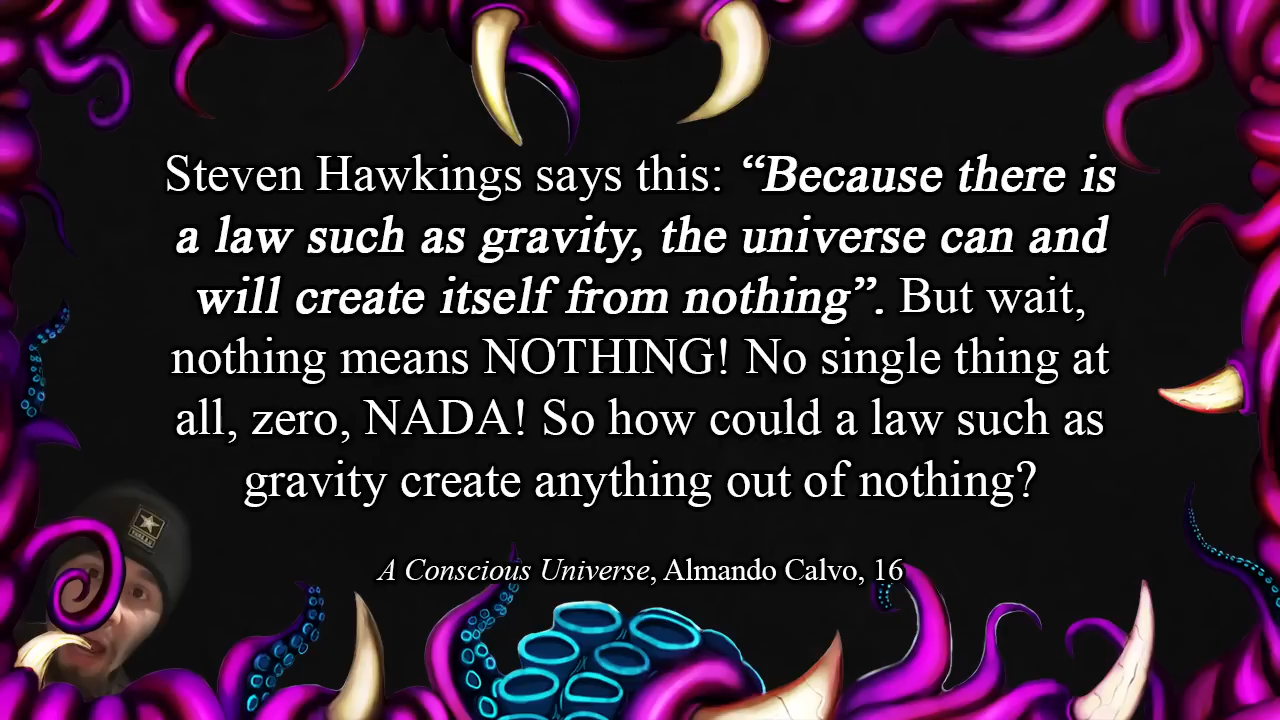 Steven Hawkings says this: “Because there is
a law such as gravity, the universe can and
will create itself from nothing”. But wait,
nothing means NOTHING! No single thing at
all, zero, NADA! So how could a law such as
gravity create anything out of nothing?
A Conscious Universe, Almando Calvo, 16